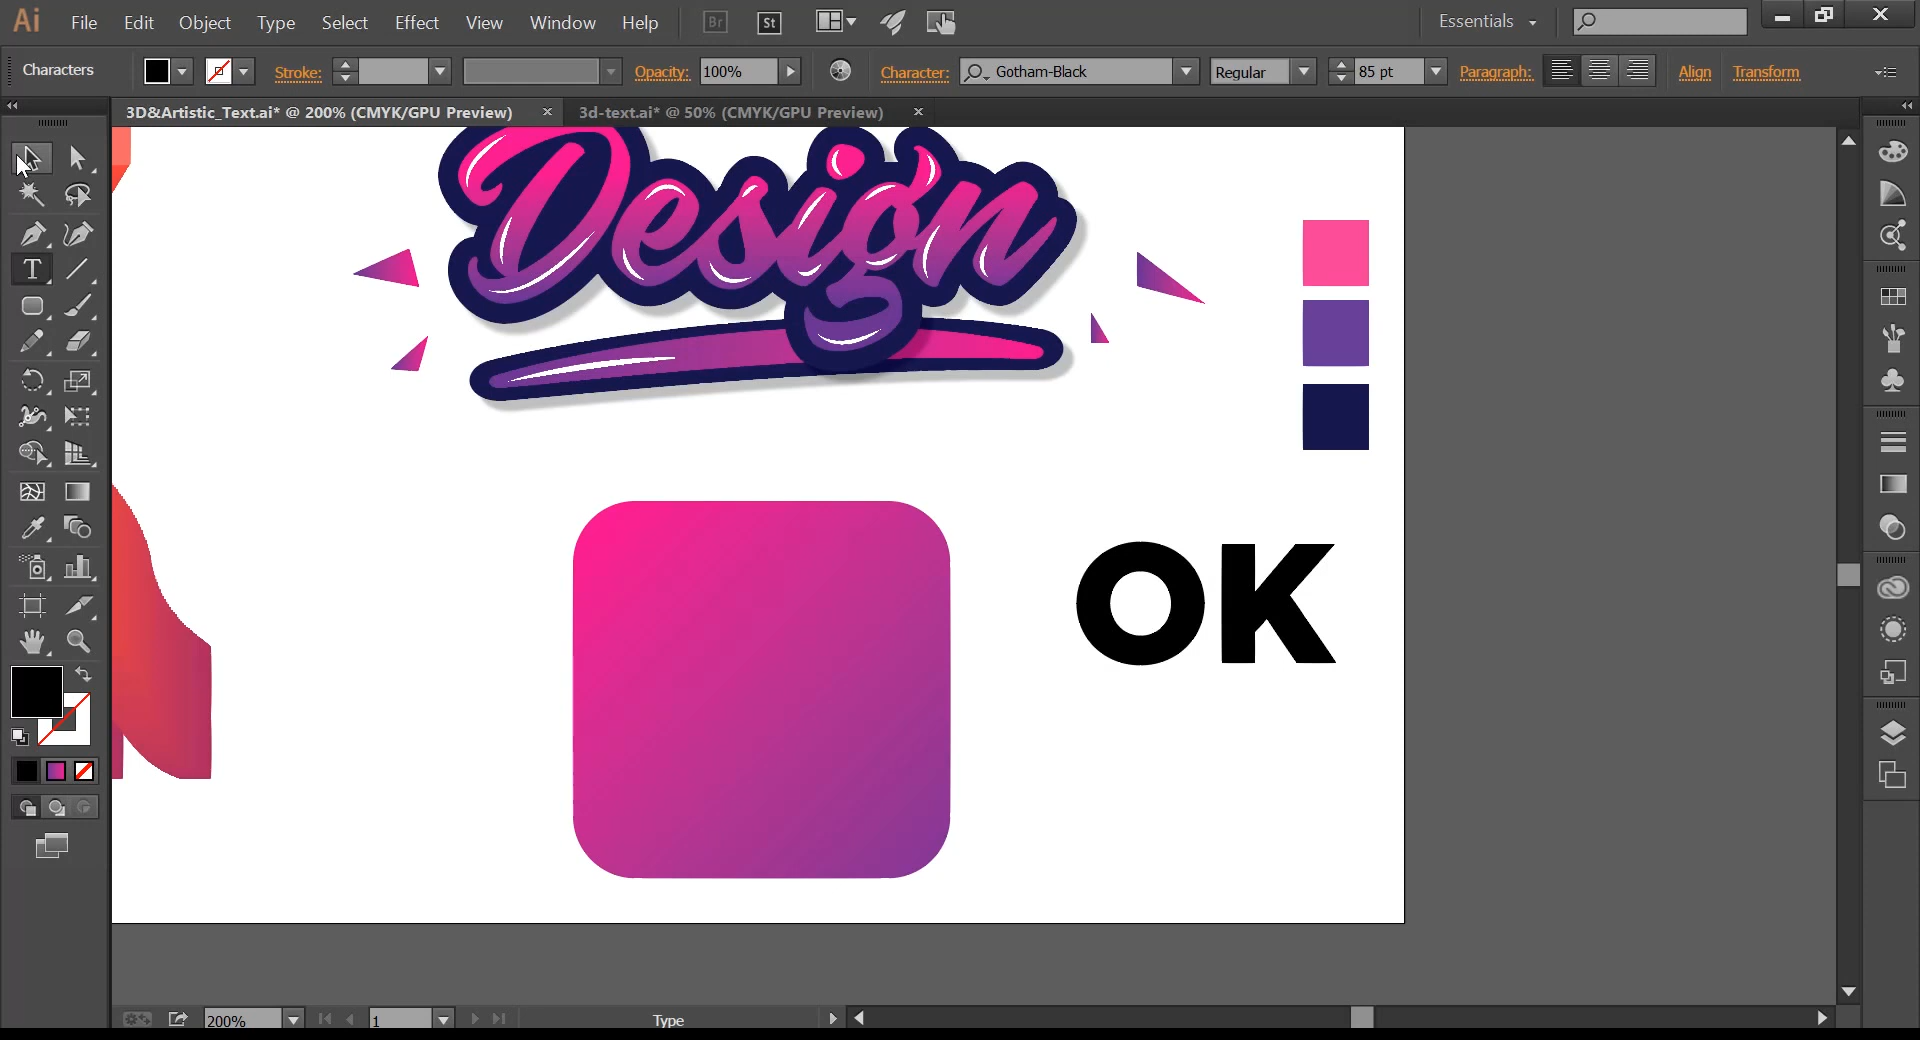 Ai File Edit Object Type Select Effect View Window Help Br St Essentials
Characters Stroke: Opacity: 100% Character: Gotham-Black Regular 85 pt Paragraph: Align Transform
3D&Artistic_Text.ai* @ 200% (CMYK/GPU Preview) 3d-text.ai* @ 50% (CMYK/GPU Preview)
Design
OK
200% 1 Type